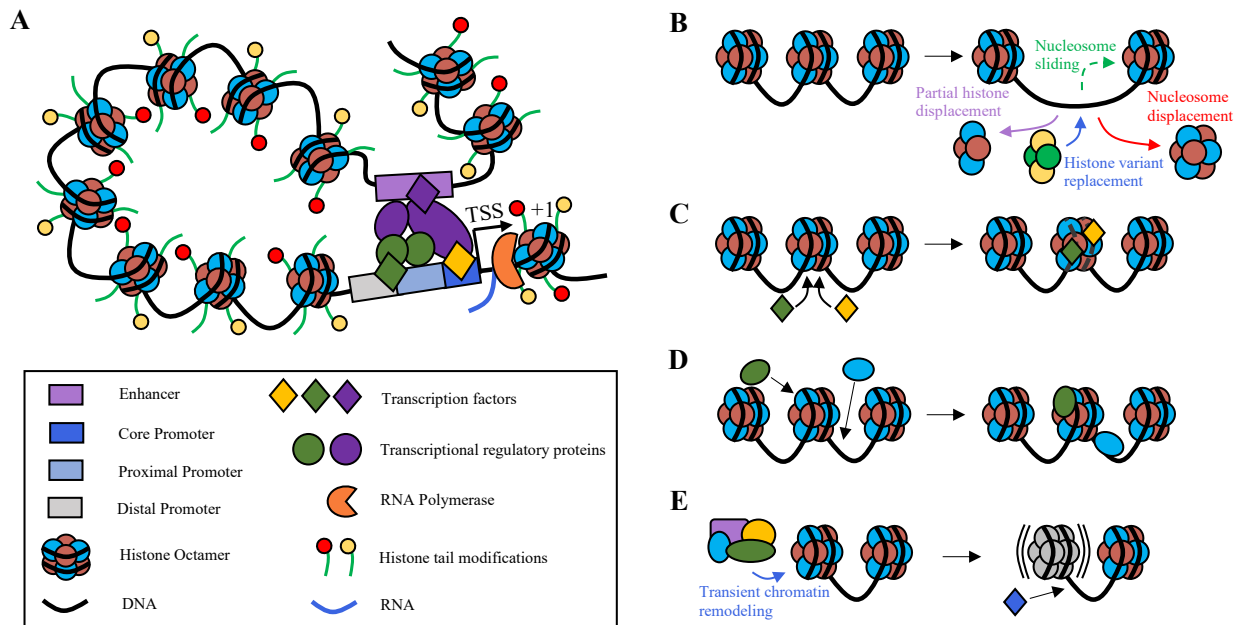 A
TSS
+1
Enhancer
Core Promoter
Proximal Promoter
Distal Promoter
Histone Octamer
DNA
Transcription factors
Transcriptional regulatory proteins
RNA Polymerase
Histone tail modifications
RNA
B
Nucleosome
sliding
Partial histone
displacement
Nucleosome
displacement
Histone variant
replacement
C
D
E
Transient chromatin
remodeling